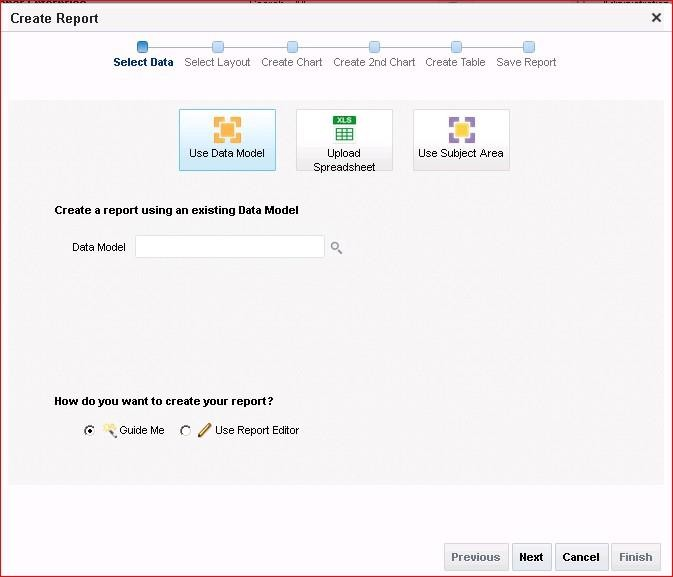 Create Report
Select Data Select Layout Create Chart Create 2nd Chart Create Table Save Report
Use Data Model
XLS
Upload
Spreadsheet
Use Subject Area
Create a report using an existing Data Model
Data Model
How do you want to create your report?
Guide Me Use Report Editor
Previous Next Cancel Finish